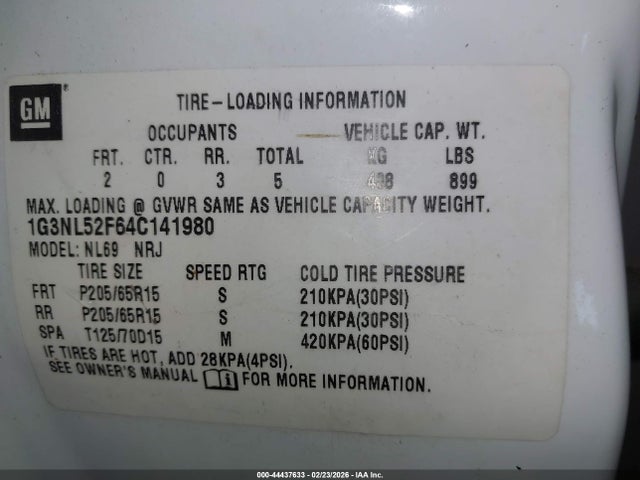 GM®
TIRE-LOADING INFORMATION
OCCUPANTS VEHICLE CAP. WT.
FRT. CTR. RR. TOTAL KG LBS
2 0 3 5 408 899
MAX. LOADING @ GVWR SAME AS VEHICLE CAPACITY WEIGHT.
1G3NL52F64C141980
MODEL: NL69 NRJ
TIRE SIZE SPEED RTG COLD TIRE PRESSURE
FRT P205/65R15 S 210KPA(30PSI)
RR P205/65R15 S 210KPA(30PSI)
SPA T125/70D15 M 420KPA(60PSI)
IF TIRES ARE HOT, ADD 28KPA(4PSI).
SEE OWNER'S MANUAL FOR MORE INFORMATION.
000-44437633 - 02/23/2026 - IAA Inc.